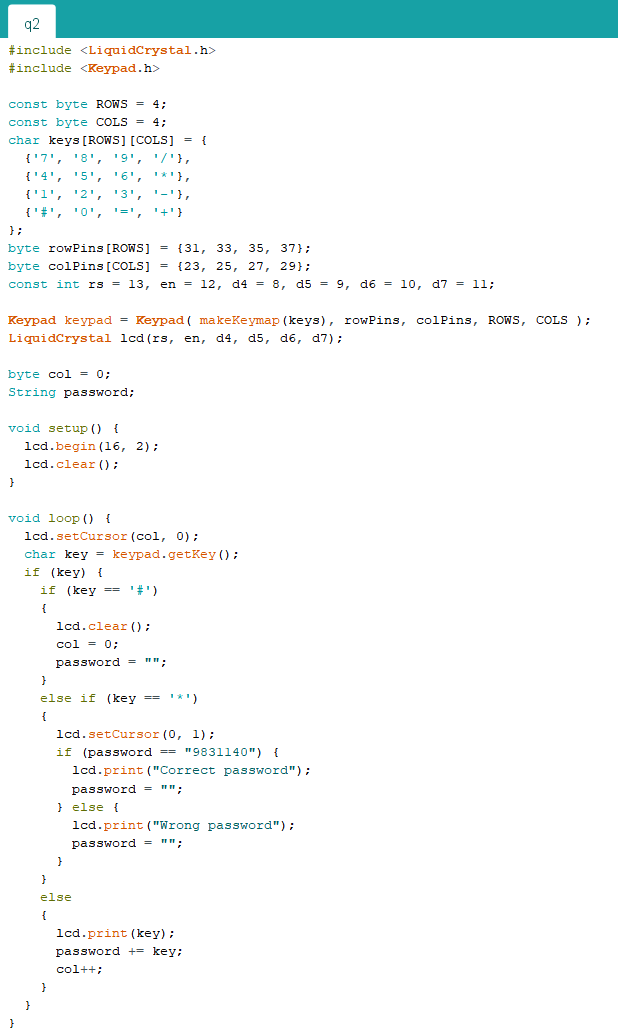 q2
#include <LiquidCrystal.h>
#include <Keypad.h>

const byte ROWS = 4;
const byte COLS = 4;
char keys[ROWS][COLS] = {
  {'7', '8', '9', '/'},
  {'4', '5', '6', '*'},
  {'1', '2', '3', '-'},
  {'#', '0', '=', '+'}
};
byte rowPins[ROWS] = {31, 33, 35, 37};
byte colPins[COLS] = {23, 25, 27, 29};
const int rs = 13, en = 12, d4 = 8, d5 = 9, d6 = 10, d7 = 11;

Keypad keypad = Keypad( makeKeymap(keys), rowPins, colPins, ROWS, COLS );
LiquidCrystal lcd(rs, en, d4, d5, d6, d7);

byte col = 0;
String password;

void setup() {
  lcd.begin(16, 2);
  lcd.clear();
}

void loop() {
  lcd.setCursor(col, 0);
  char key = keypad.getKey();
  if (key) {
    if (key == '#')
    {
      lcd.clear();
      col = 0;
      password = "";
    }
    else if (key == '*')
    {
      lcd.setCursor(0, 1);
      if (password == "9831140") {
        lcd.print("Correct password");
        password = "";
      } else {
        lcd.print("Wrong password");
        password = "";
      }
    }
    else
    {
      lcd.print(key);
      password += key;
      col++;
    }
  }
}